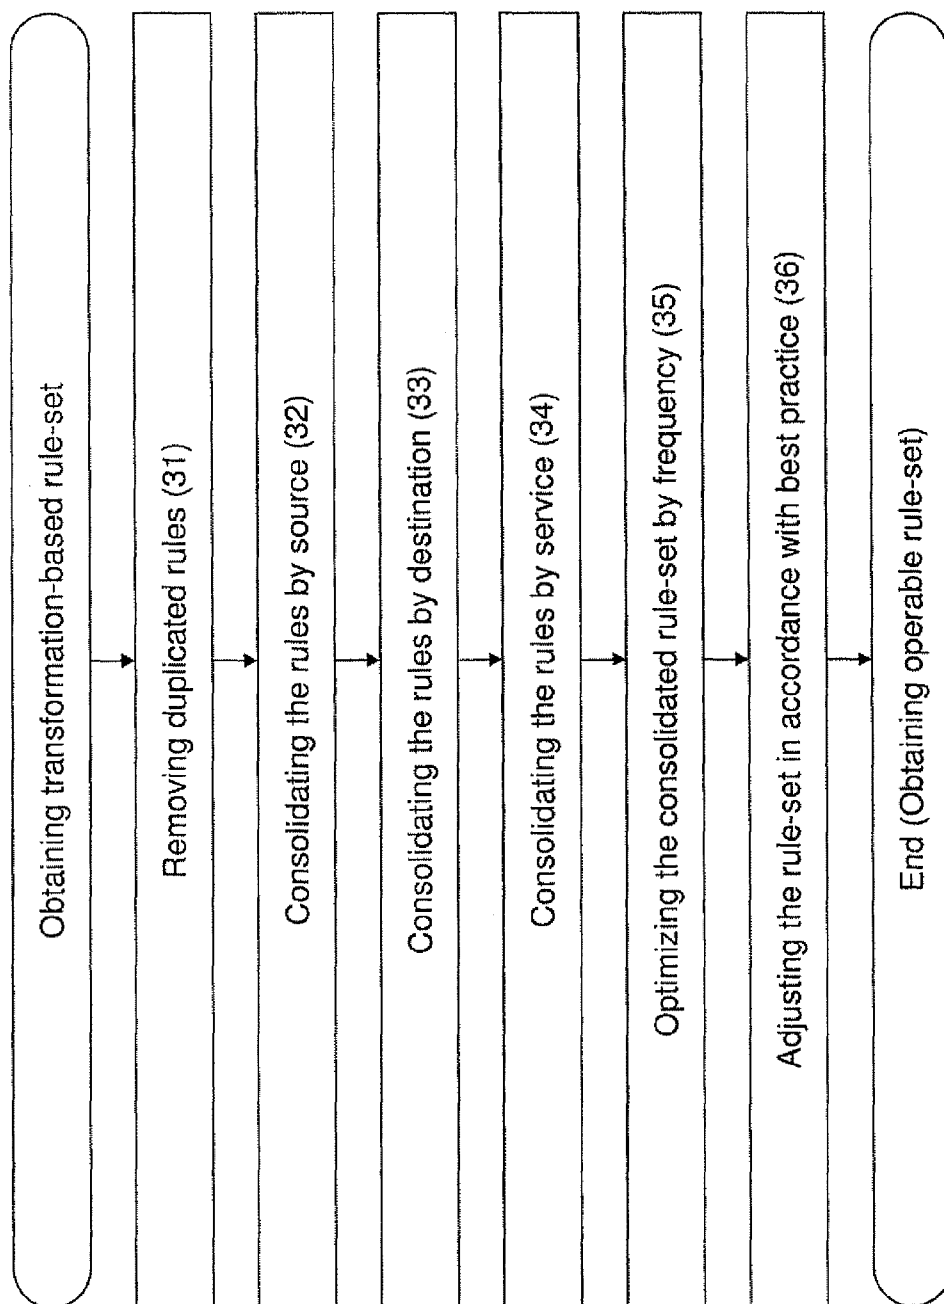 Obtaining transformation-based rule-set
Removing duplicated rules (31)
Consolidating the rules by source (32)
Consolidating the rules by destination (33)
Consolidating the rules by service (34)
Optimizing the consolidated rule-set by frequency (35)
Adjusting the rule-set in accordance with best practice (36)
End (Obtaining operable rule-set)